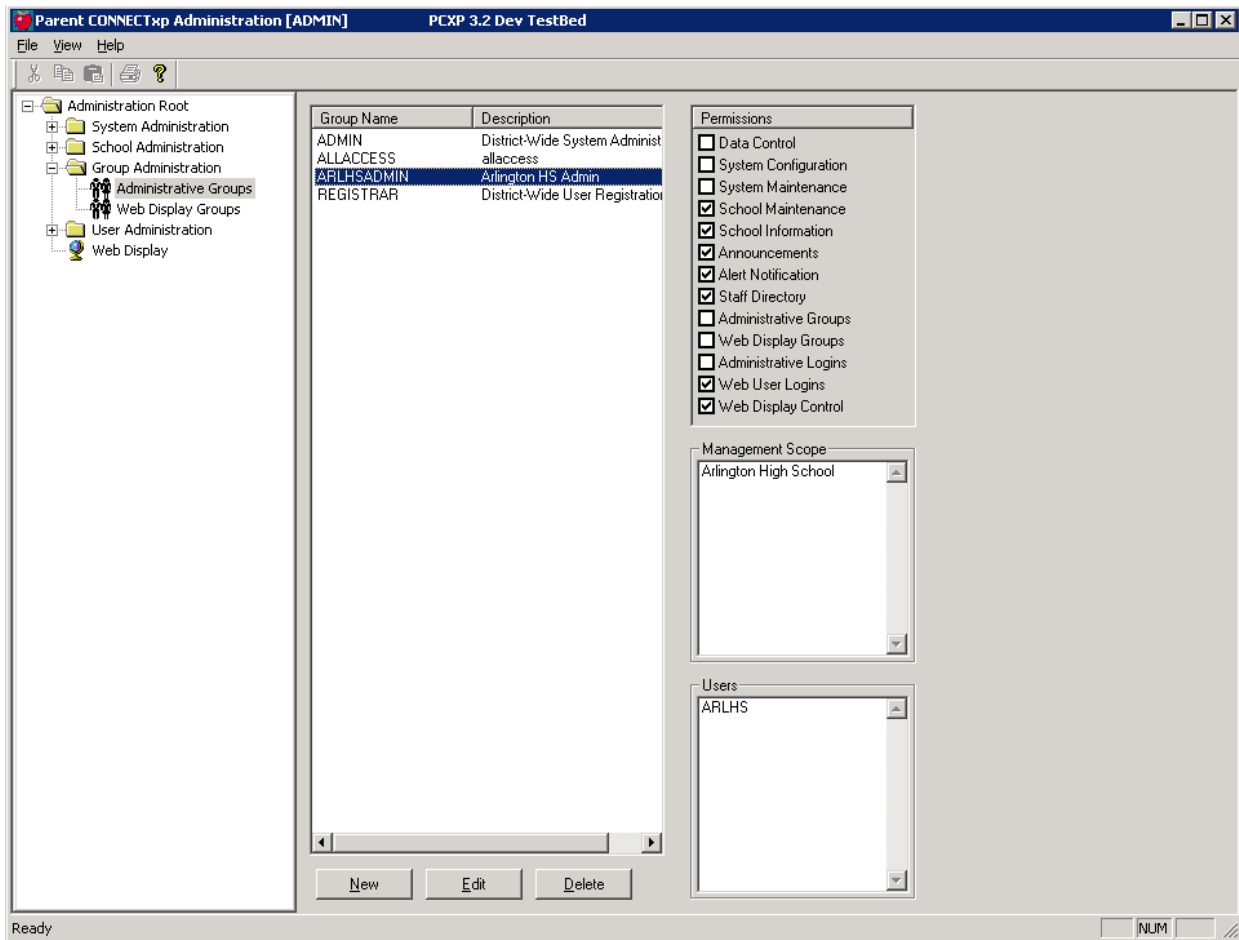 Parent CONNECTxp Administration [ADMIN] PCXP 3.2 Dev TestBed
File View Help
Administration Root
System Administration
School Administration
Group Administration
Administrative Groups
Web Display Groups
User Administration
Web Display
Group Name Description
ADMIN District-Wide System Administ
ALLACCESS allaccess
ARLHSADMIN Arlington HS Admin
REGISTRAR District-Wide User Registration
New Edit Delete
Permissions
Data Control
System Configuration
System Maintenance
School Maintenance
School Information
Announcements
Alert Notification
Staff Directory
Administrative Groups
Web Display Groups
Administrative Logins
Web User Logins
Web Display Control
Management Scope
Arlington High School
Users
ARLHS
Ready NUM